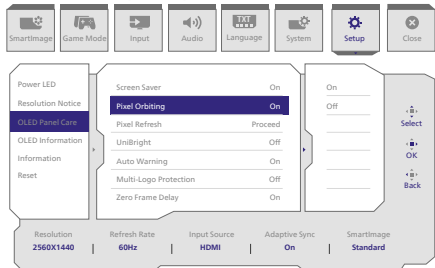 SmartImage
Game Mode
Input
Audio
TXT
Language
System
Setup
Close
Power LED
Resolution Notice
OLED Panel Care
OLED Information
Information
Reset
Screen Saver On
Pixel Orbiting On
Pixel Refresh Proceed
UniBright Off
Auto Warning On
Multi-Logo Protection Off
Zero Frame Delay On
On
Off
Select
OK
Back
Resolution Refresh Rate Input Source Adaptive Sync SmartImage
2560X1440 | 60Hz | HDMI | On | Standard